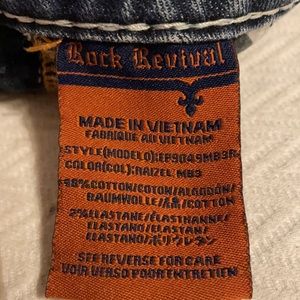 Rock Revival
MADE IN VIETNAM
FABRIQUE AU VIETNAM
STYLE(MODELO):EP9049MB3R
COLOR(COL):RAIZEL MB3
98%COTTON/COTON/ALGODÓN/
BAUMWOLLE/綿/COTTON
2%ELASTANE/ÉLASTHANNE/
ELASTANO/ELASTAN/
ELASTANO/ポリウレタン
SEE REVERSE FOR CARE
VOIR VERSO POUR ENTRETIEN